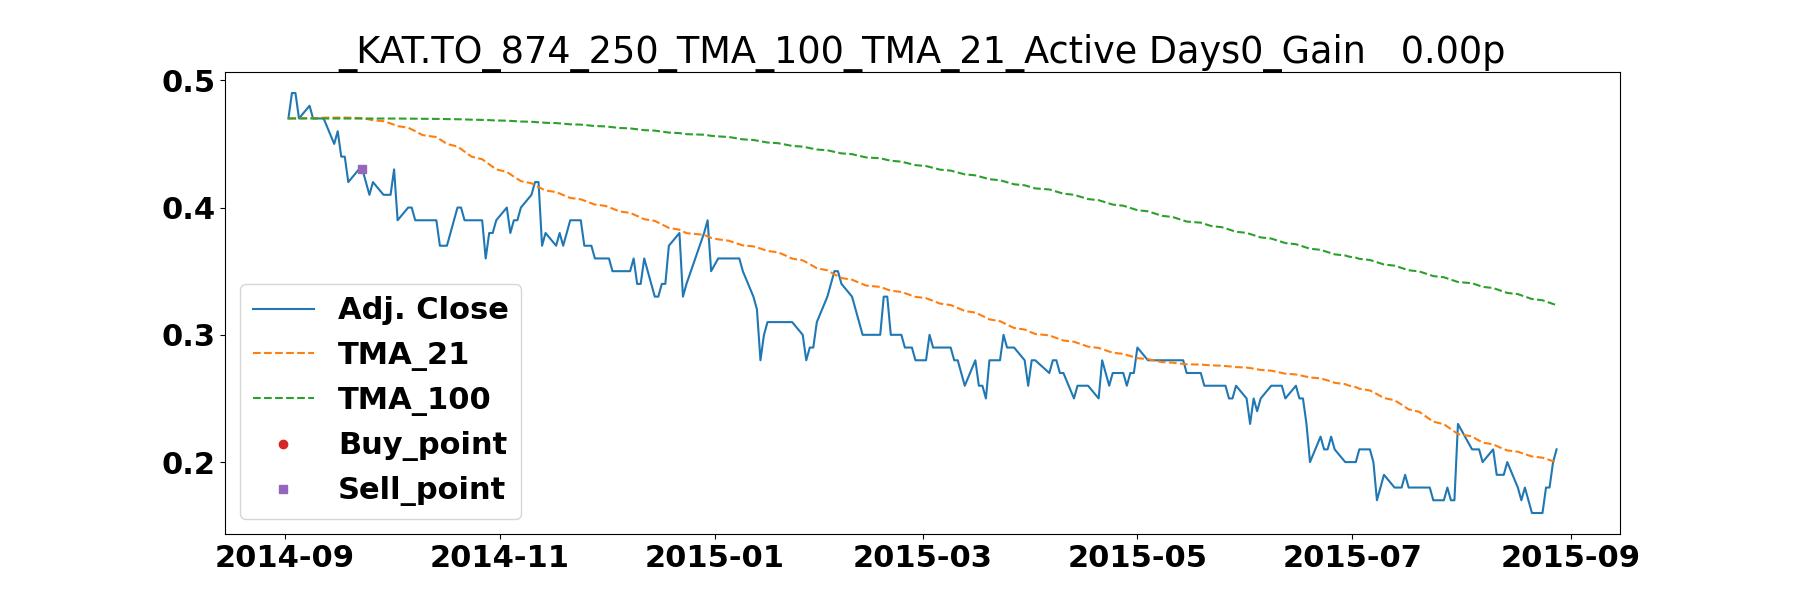 _KAT.TO_874_250_TMA_100_TMA_21_Active Days0_Gain   0.00p
0.5
0.4
0.3
0.2
Adj. Close
TMA_21
TMA_100
Buy_point
Sell_point
2014-09 2014-11 2015-01 2015-03 2015-05 2015-07 2015-09